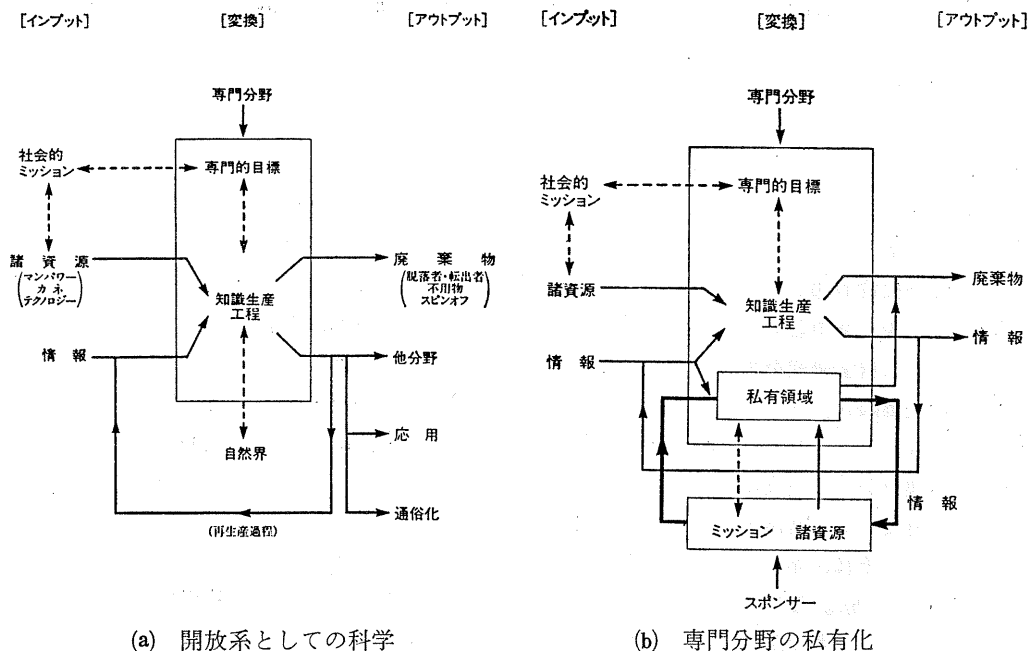 [インプット]
[変換]
[アウトプット]
専門分野
社会的
ミッション
専門的目標
諸資源
(マンパワー
カネ
テクノロジー)
知識生産
工程
廃棄物
(脱落者・転出者
不用物
スピンオフ)
情報
他分野
応用
自然界
通俗化
(再生産過程)
(a) 開放系としての科学
[インプット]
[変換]
[アウトプット]
専門分野
社会的
ミッション
専門的目標
諸資源
知識生産
工程
廃棄物
情報
情報
私有領域
情報
ミッション 諸資源
スポンサー
(b) 専門分野の私有化